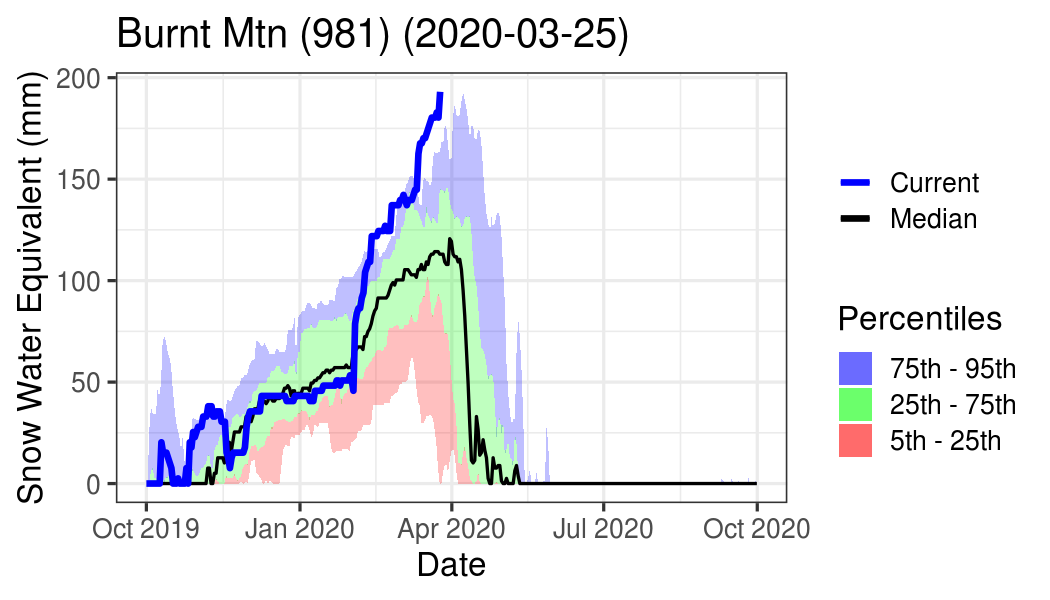 Burnt Mtn (981) (2020-03-25)
Snow Water Equivalent (mm)
200
150
100
50
0
Oct 2019
Jan 2020
Apr 2020
Jul 2020
Oct 2020
Date
Current
Median
Percentiles
75th - 95th
25th - 75th
5th - 25th